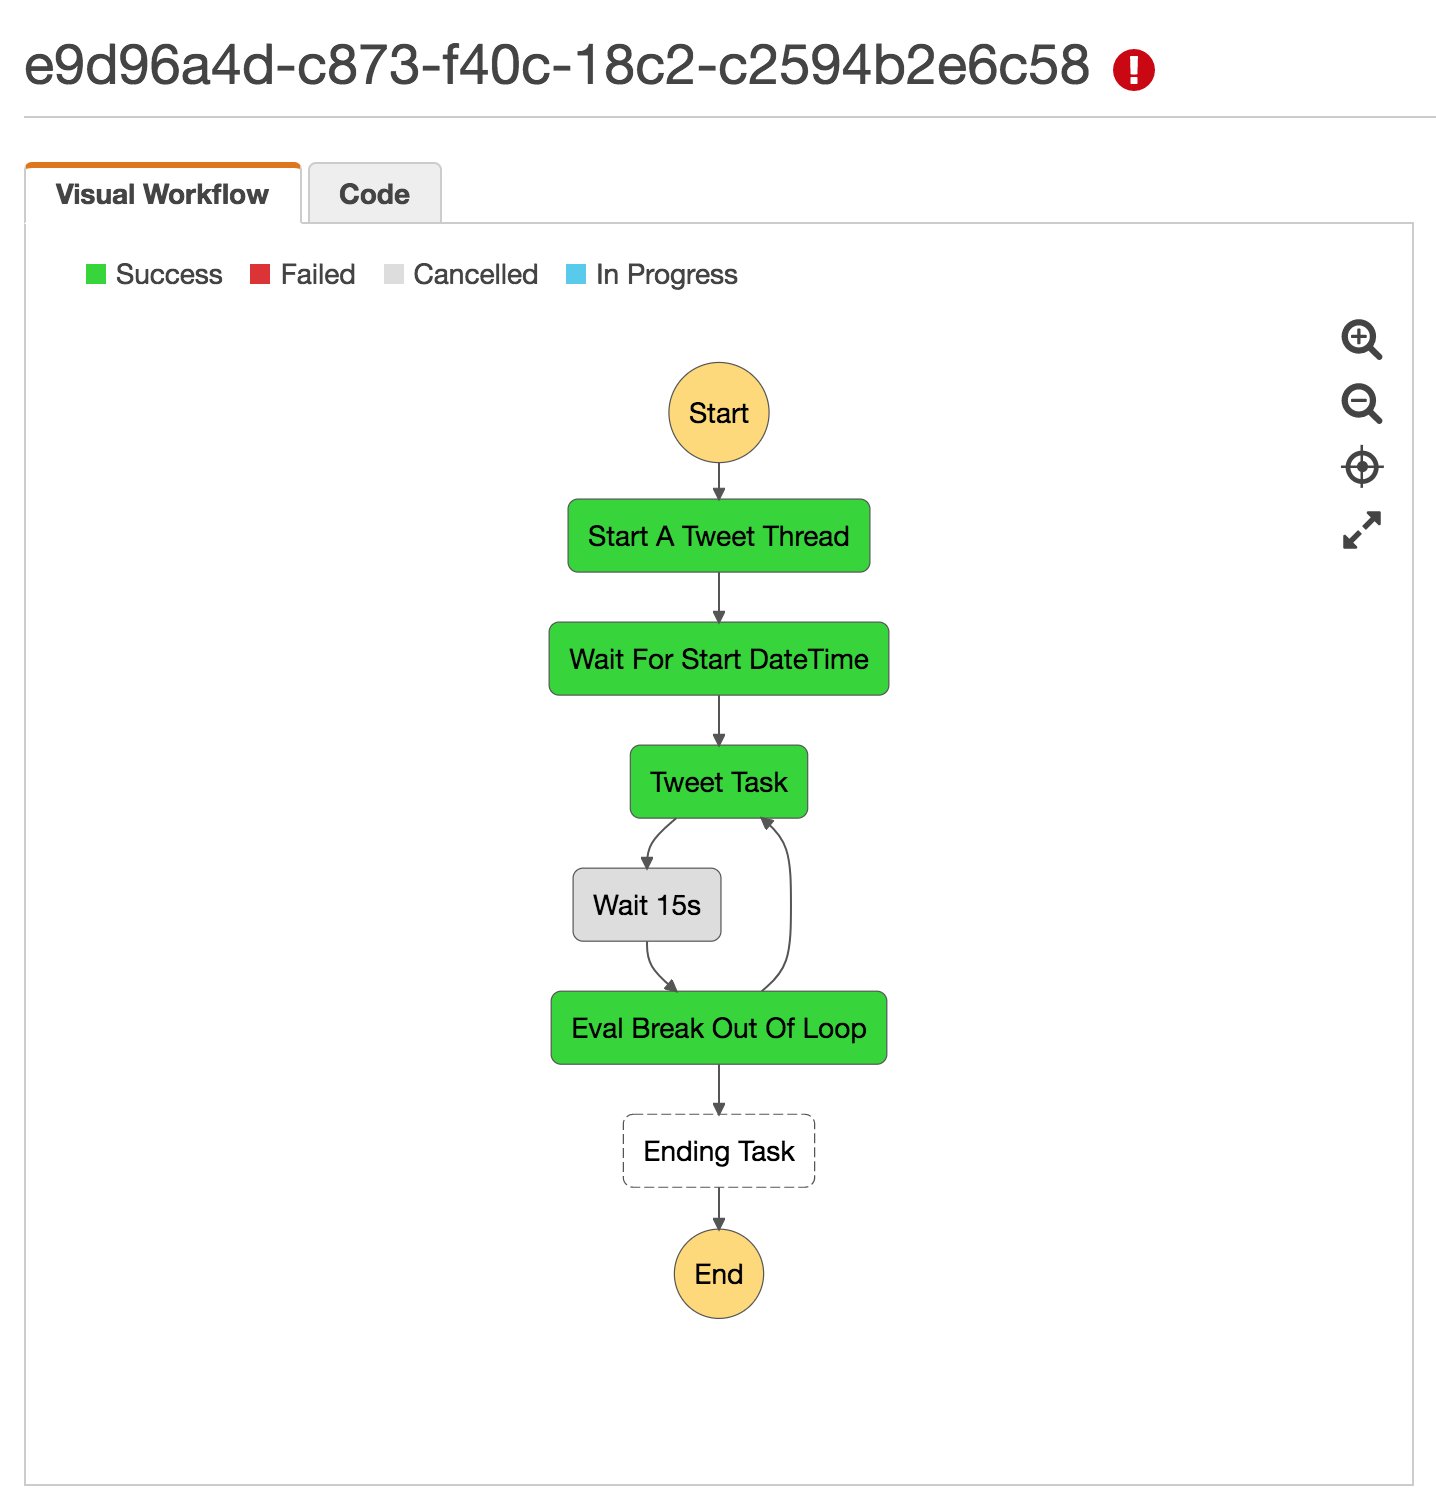 e9d96a4d-c873-f40c-18c2-c2594b2e6c58
Visual Workflow Code
Success Failed Cancelled In Progress
Start
Start A Tweet Thread
Wait For Start DateTime
Tweet Task
Wait 15s
Eval Break Out Of Loop
Ending Task
End